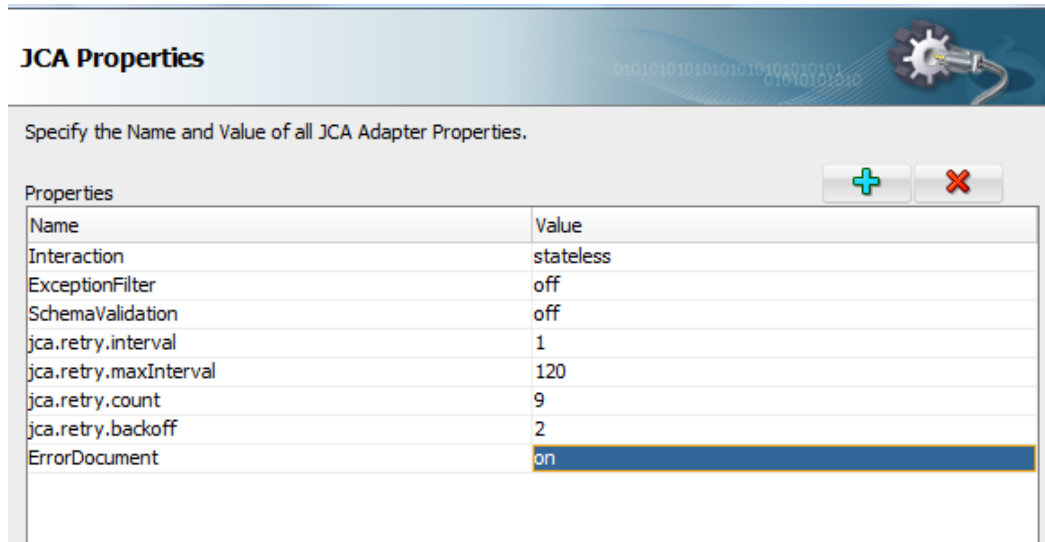 JCA Properties
Specify the Name and Value of all JCA Adapter Properties.
Properties
Name Value
Interaction stateless
ExceptionFilter off
SchemaValidation off
jca.retry.interval 1
jca.retry.maxInterval 120
jca.retry.count 9
jca.retry.backoff 2
ErrorDocument on